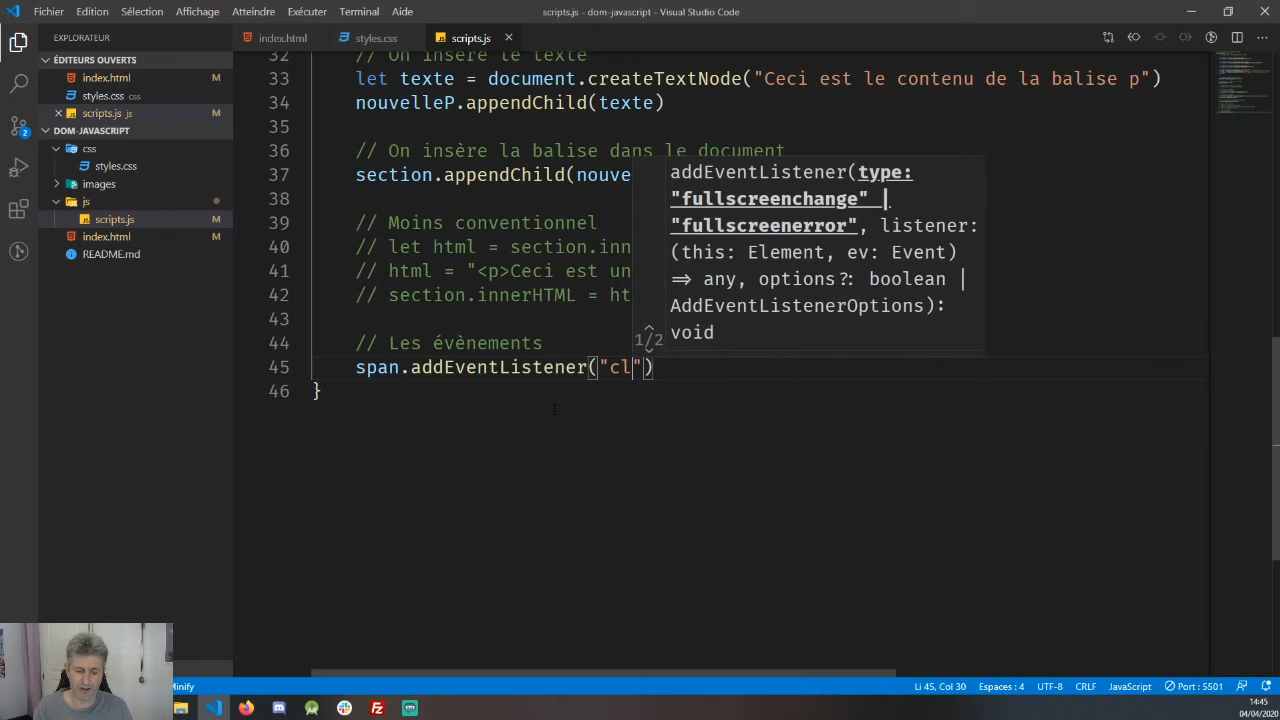 Fichier Edition Sélection Affichage Atteindre Exécuter Terminal Aide
scripts.js - dom-javascript - Visual Studio Code
EXPLORATEUR
ÉDITEURS OUVERTS
index.html M
styles.css css
scripts.js js M
DOM-JAVASCRIPT
css
styles.css
images
js
scripts.js M
index.html M
README.md
index.html
styles.css
scripts.js
32 // On insère le texte
33 let texte = document.createTextNode("Ceci est le contenu de la balise p")
34 nouvelleP.appendChild(texte)
35
36 // On insère la balise dans le document
37 section.appendChild(nouve
38
39 // Moins conventionnel
40 // let html = section.inn
41 // html = "<p>Ceci est un
42 // section.innerHTML = ht
43
44 // Les évènements
45 span.addEventListener("cl")
46 }
addEventListener(type:
"fullscreenchange" |
"fullscreenerror", listener:
(this: Element, ev: Event)
=> any, options?: boolean |
AddEventListenerOptions):
void
1/2
2
Minify
Li 45, Col 30 Espaces : 4 UTF-8 CRLF JavaScript Port : 5501
14:45
04/04/2020